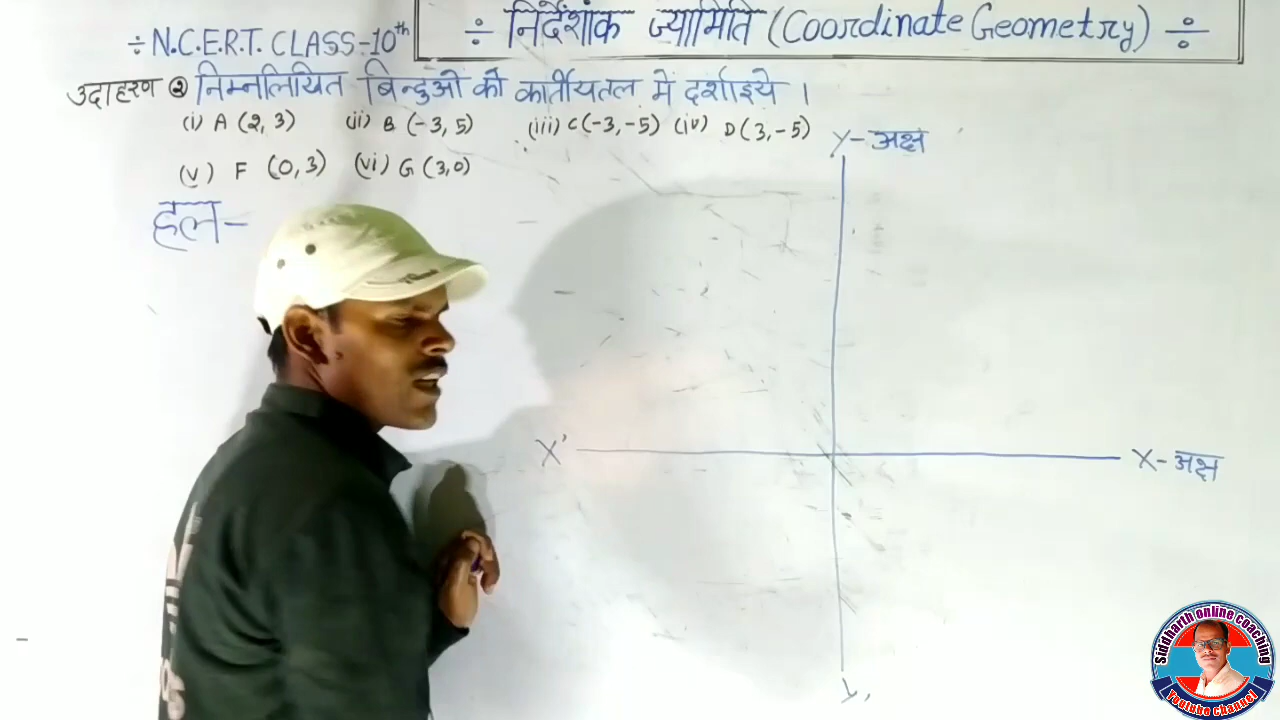 ÷ निर्देशांक ज्यामिति (Coordinate Geometry) ÷
÷ N.C.E.R.T. CLASS-10th
उदाहरण ② निम्नलिखित बिन्दुओ को कार्तीयतल में दर्शाइये ।
(i) A (2, 3) (ii) B (-3, 5) (iii) C (-3, -5) (iv) D (3, -5)
(v) F (0, 3) (vi) G (3, 0)
हल-
Y-अक्ष
X'
X-अक्ष
Siddharth online coaching
Youtube Channel